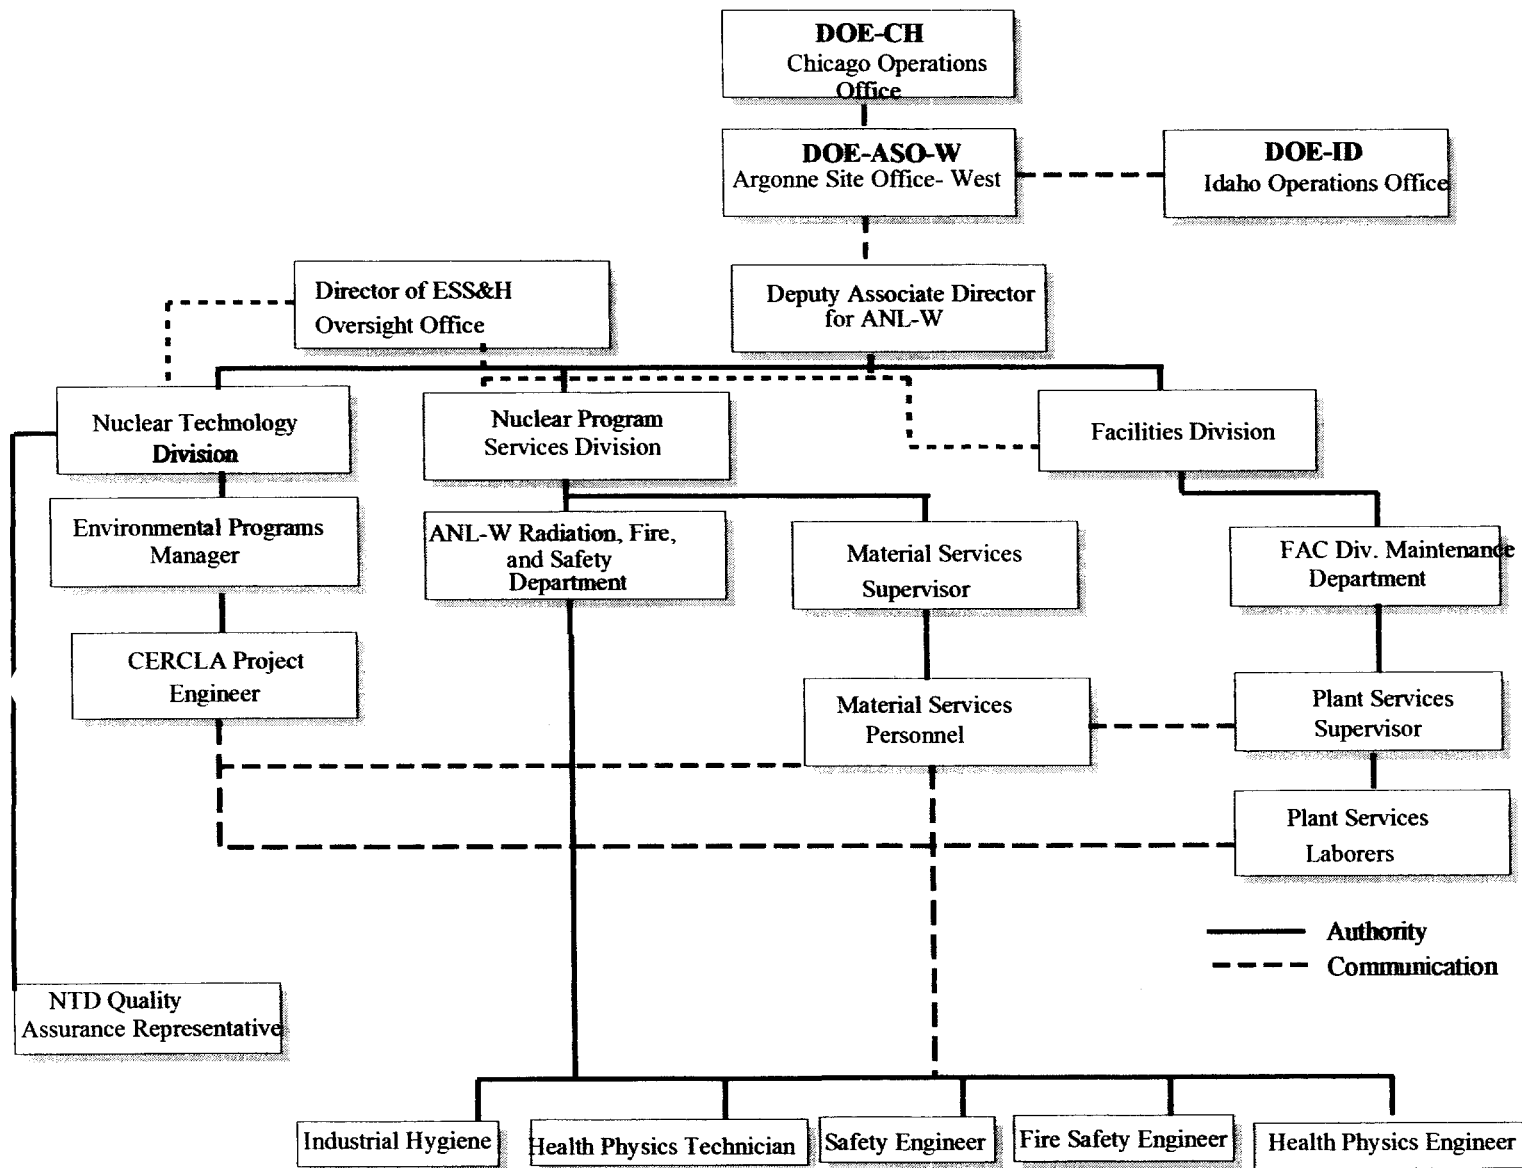 DOE-CH
Chicago Operations
Office
DOE-ASO-W
Argonne Site Office- West
DOE-ID
Idaho Operations Office
Director of ESS&H
Oversight Office
Deputy Associate Director
for ANL-W
Nuclear Technology
Division
Nuclear Program
Services Division
Facilities Division
Environmental Programs
Manager
ANL-W Radiation, Fire,
and Safety
Department
Material Services
Supervisor
FAC Div. Maintenance
Department
CERCLA Project
Engineer
Material Services
Personnel
Plant Services
Supervisor
Plant Services
Laborers
Authority
Communication
NTD Quality
Assurance Representative
Industrial Hygiene
Health Physics Technician
Safety Engineer
Fire Safety Engineer
Health Physics Engineer